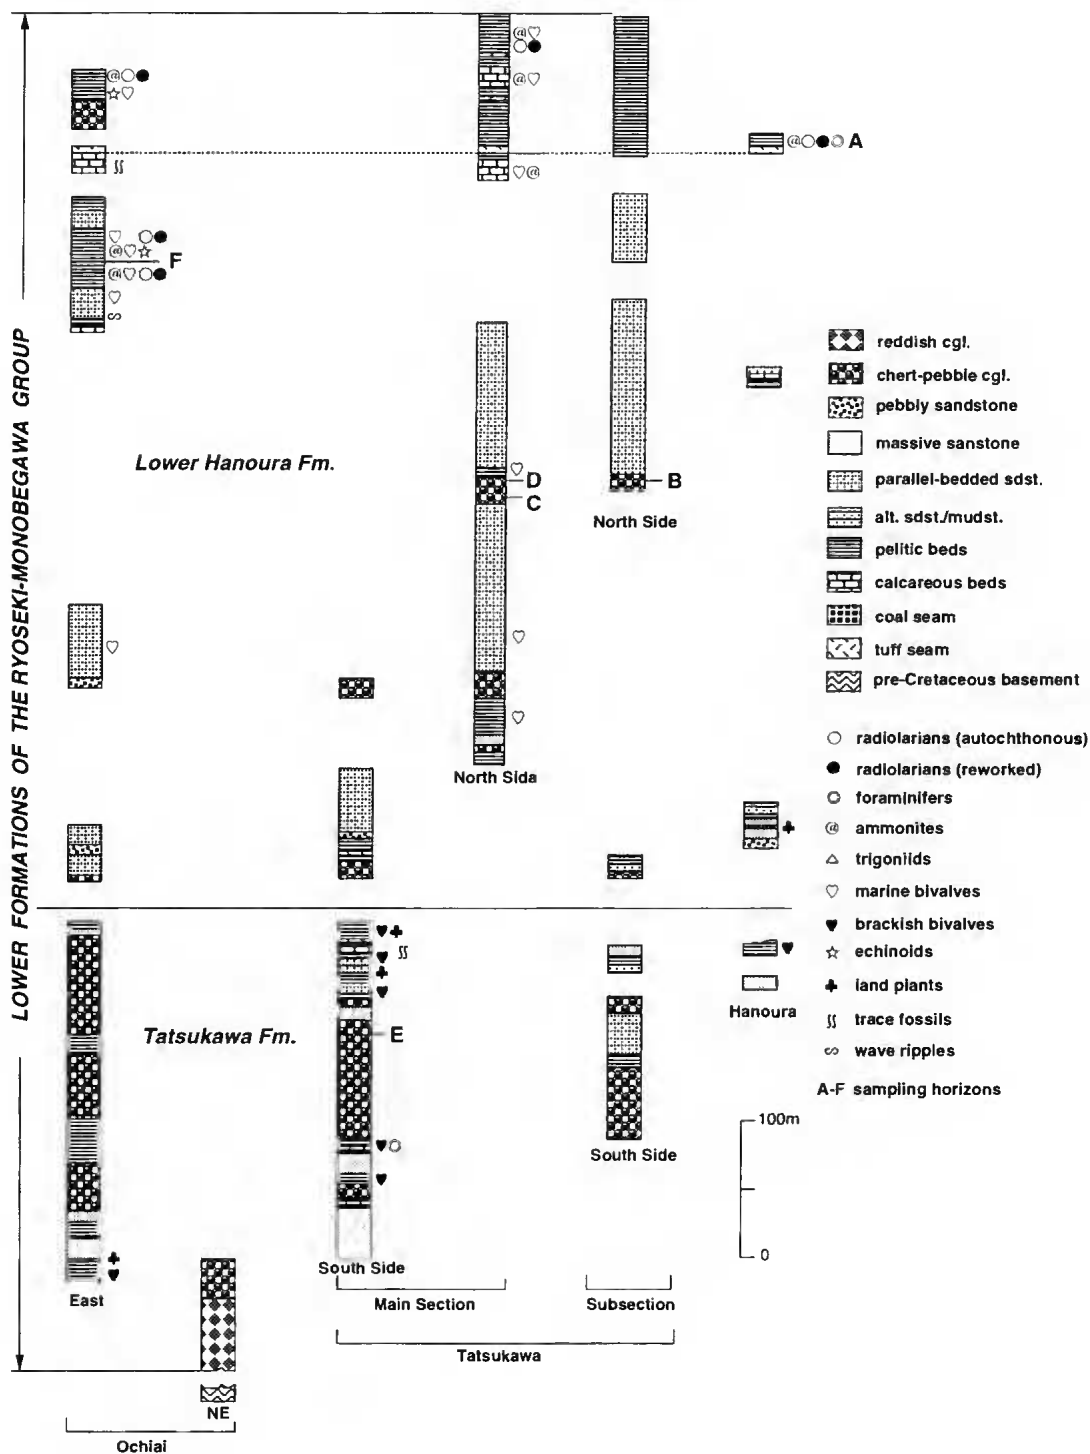 A
F
LOWER FORMATIONS OF THE RYOSEKI-MONOBEGAWA GROUP
Lower Hanoura Fm.
D
C
B
North Side
North Sida
Tatsukawa Fm.
E
Hanoura
South Side
South Side
East
Main Section
Subsection
Tatsukawa
NE
Ochiai
reddish cgl.
chert-pebble cgl.
pebbly sandstone
massive sanstone
parallel-bedded sdst.
alt. sdst./mudst.
pelitic beds
calcareous beds
coal seam
tuff seam
pre-Cretaceous basement
radiolarians (autochthonous)
radiolarians (reworked)
foraminifers
@ ammonites
trigoniids
marine bivalves
brackish bivalves
echinoids
land plants
trace fossils
wave ripples
A-F sampling horizons
100m
0